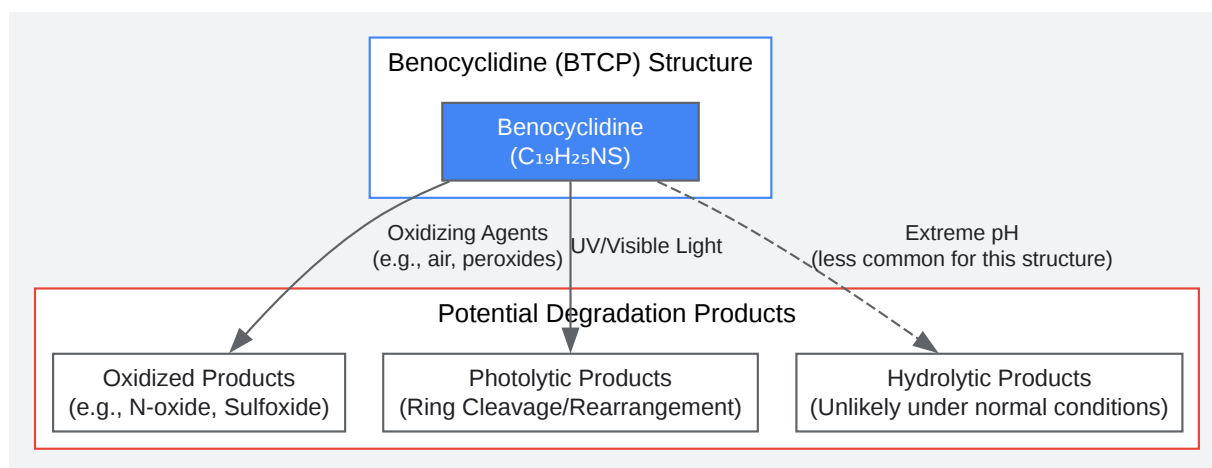 Benocyclidine (BTCP) Structure
Benocyclidine
(C₁₉H₂₅NS)
Oxidizing Agents
(e.g., air, peroxides)
UV/Visible Light
Extreme pH
(less common for this structure)
Potential Degradation Products
Oxidized Products
(e.g., N-oxide, Sulfoxide)
Photolytic Products
(Ring Cleavage/Rearrangement)
Hydrolytic Products
(Unlikely under normal conditions)